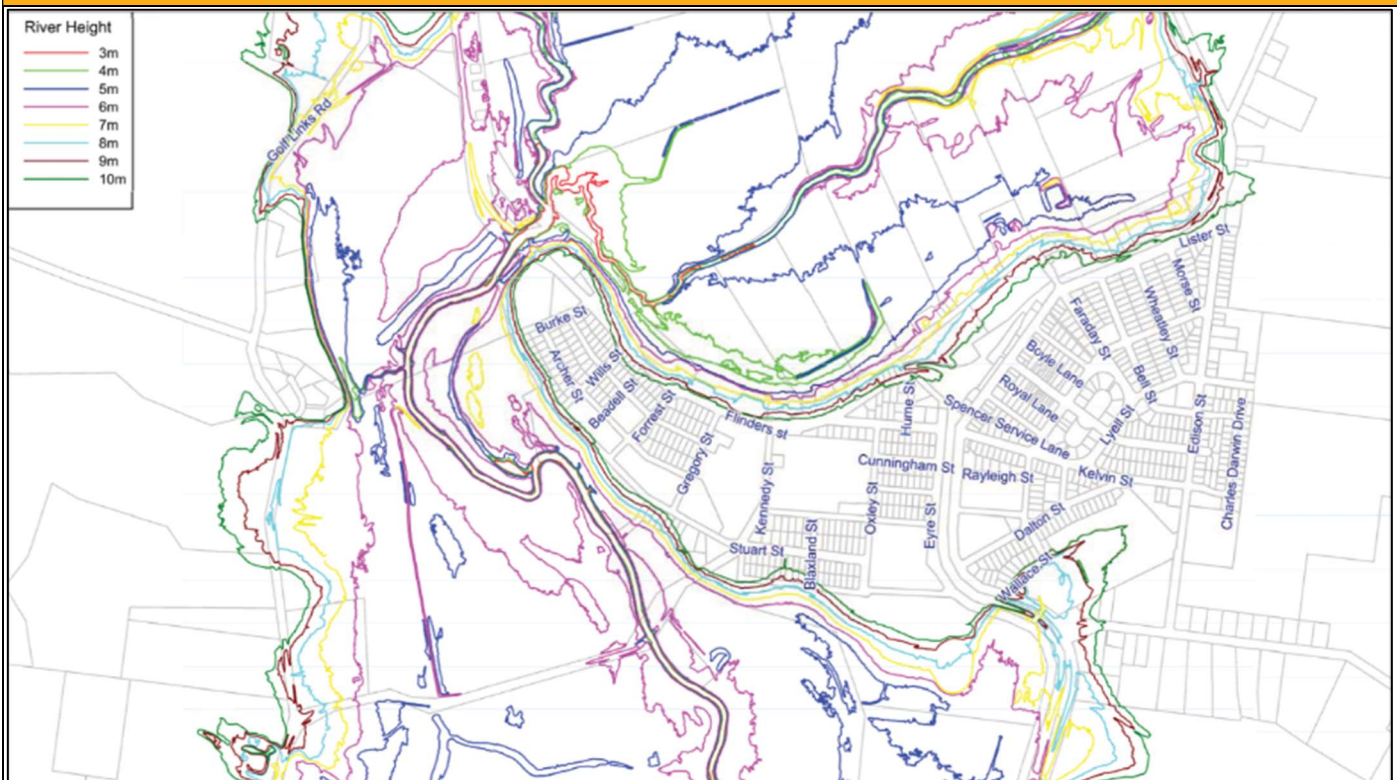 River Height
3m
4m
5m
6m
7m
8m
9m
10m
Golf Links Rd
Lister St
Morse St
Wheatley St
Faraday St
Burke St
Boyle Lane
Archer St
Wills St
Bell St
Beadell St
Royal Lane
Hume St
Forrest St
Flinders st
Spencer Service Lane
Lyell St
Edison St
Charles Darwin Drive
Gregory St
Cunningham St
Rayleigh St
Kelvin St
Kennedy St
Oxley St
Eyre St
Dalton St
Stuart St
Blaxland St
Wallace St